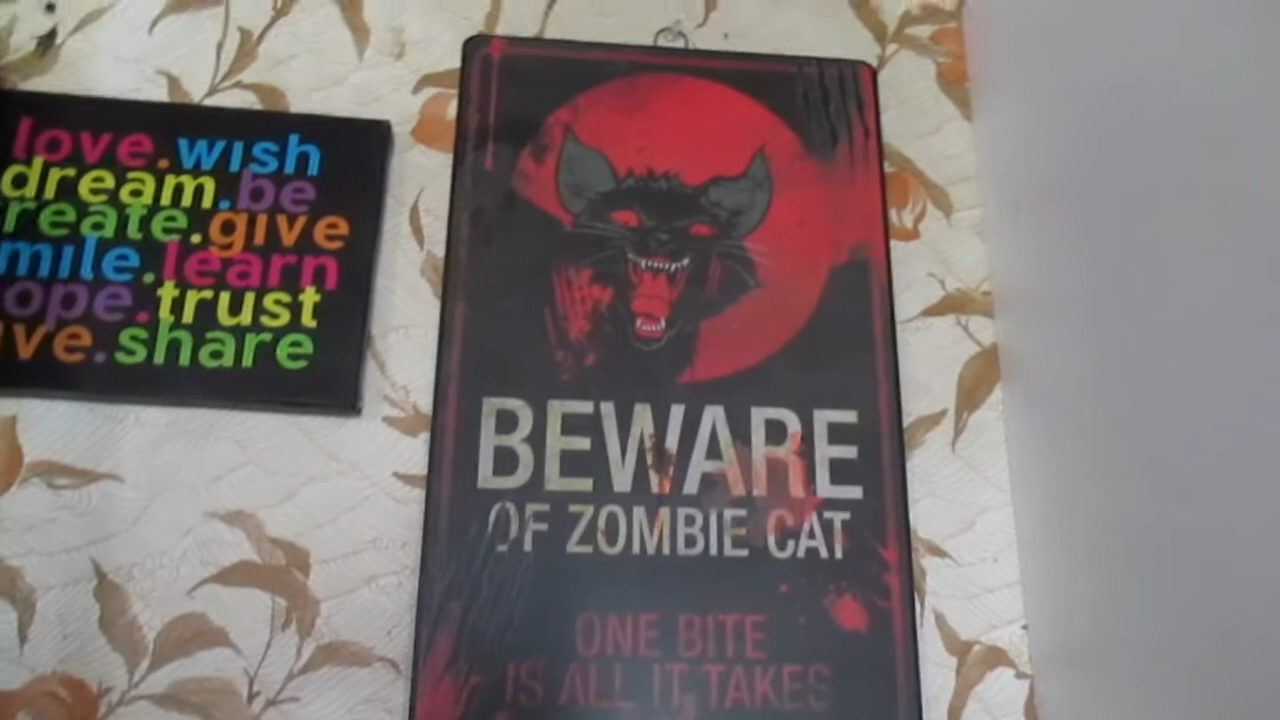 love.wish
dream.be
reate.give
mile.learn
ope.trust
ve.share
BEWARE
OF ZOMBIE CAT
ONE BITE
IS ALL IT TAKES